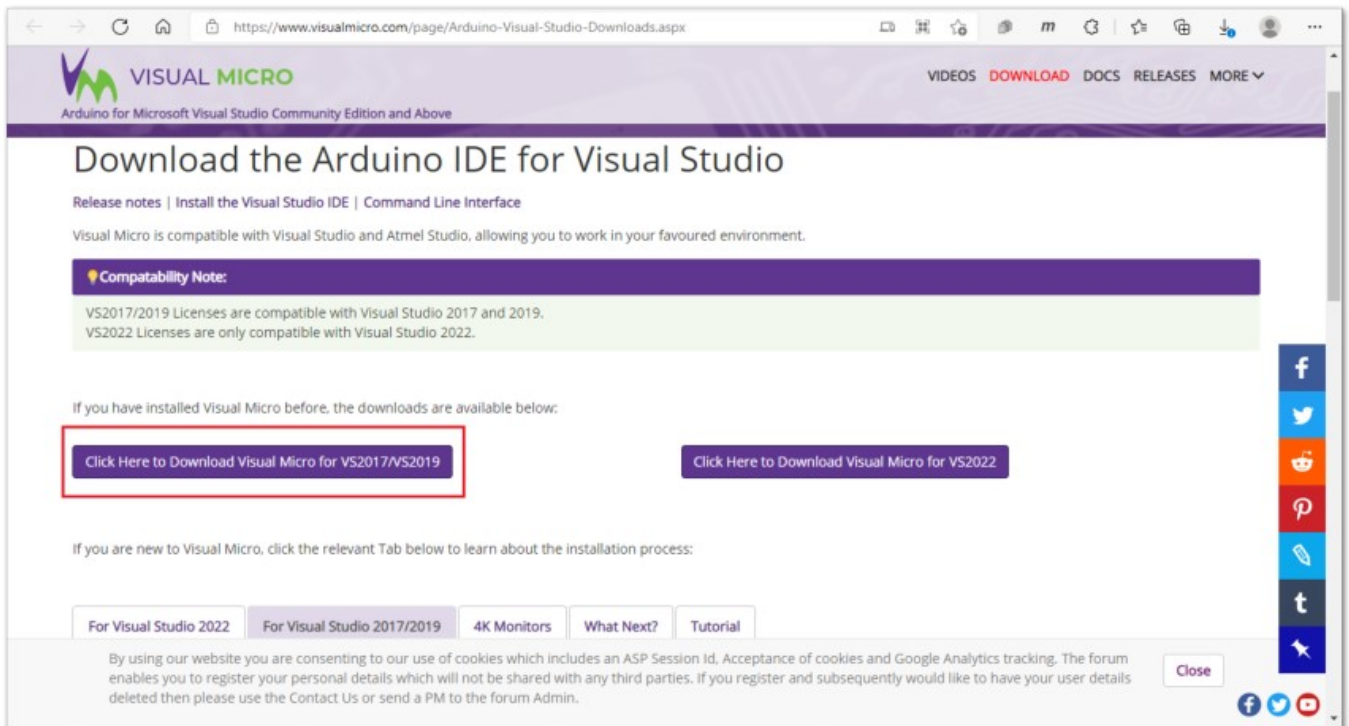 https://www.visualmicro.com/page/Arduino-Visual-Studio-Downloads.aspx
VISUAL MICRO
VIDEOS DOWNLOAD DOCS RELEASES MORE
Arduino for Microsoft Visual Studio Community Edition and Above
Download the Arduino IDE for Visual Studio
Release notes | Install the Visual Studio IDE | Command Line Interface
Visual Micro is compatible with Visual Studio and Atmel Studio, allowing you to work in your favoured environment.
Compatability Note:
VS2017/2019 Licenses are compatible with Visual Studio 2017 and 2019.
VS2022 Licenses are only compatible with Visual Studio 2022.
If you have installed Visual Micro before, the downloads are available below:
Click Here to Download Visual Micro for VS2017/VS2019
Click Here to Download Visual Micro for VS2022
If you are new to Visual Micro, click the relevant Tab below to learn about the installation process:
For Visual Studio 2022 For Visual Studio 2017/2019 4K Monitors What Next? Tutorial
By using our website you are consenting to our use of cookies which includes an ASP Session Id, Acceptance of cookies and Google Analytics tracking. The forum
enables you to register your personal details which will not be shared with any third parties. If you register and subsequently would like to have your user details
deleted then please use the Contact Us or send a PM to the forum Admin.
Close